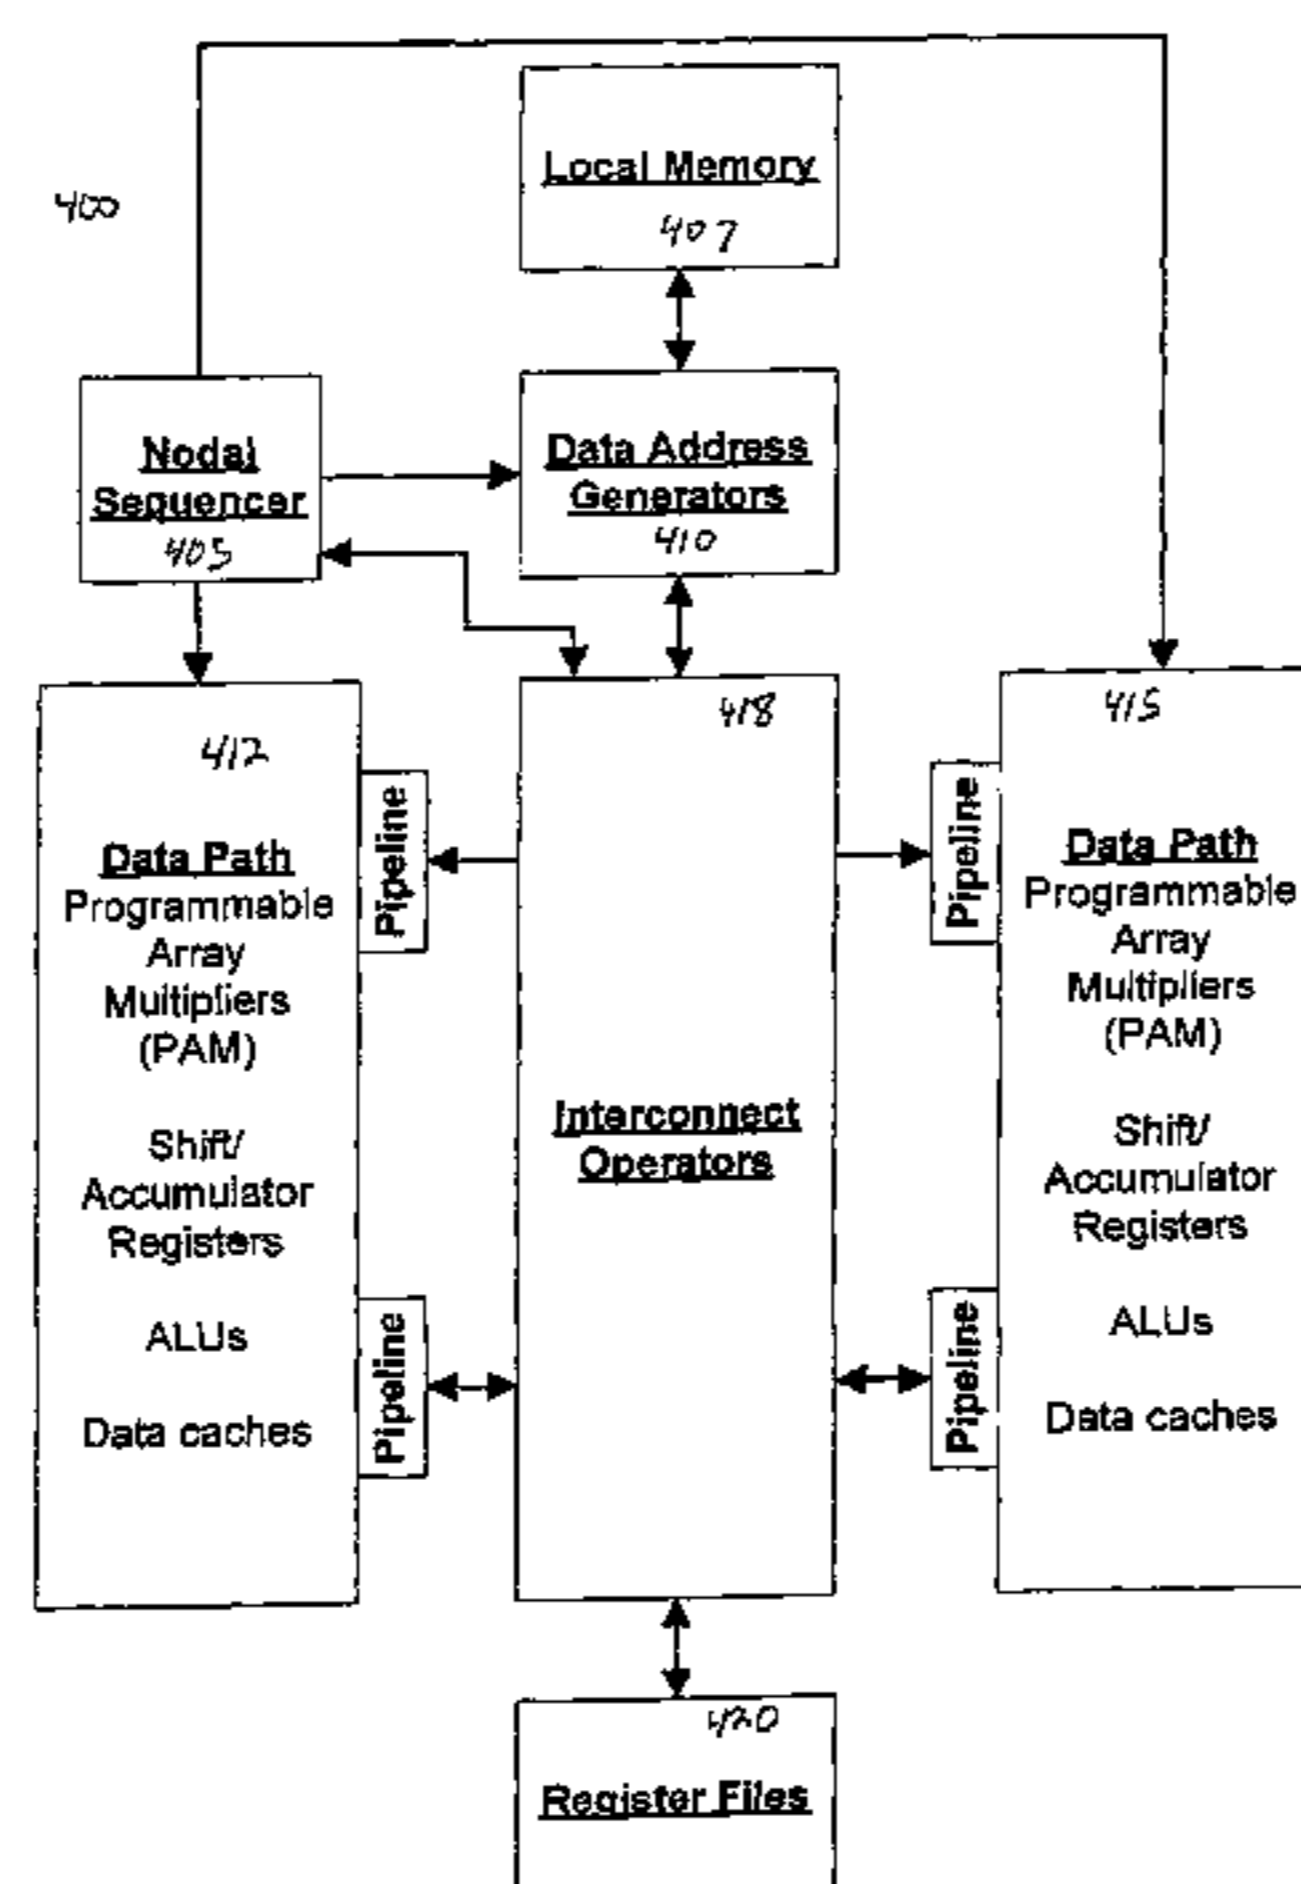 400
Local Memory
407
Nodal
Sequencer
405
Data Address
Generators
410
412
Data Path
Programmable
Array
Multipliers
(PAM)
Shift/
Accumulator
Registers
ALUs
Data caches
Pipeline
Pipeline
418
Interconnect
Operators
Pipeline
Pipeline
415
Data Path
Programmable
Array
Multipliers
(PAM)
Shift/
Accumulator
Registers
ALUs
Data caches
420
Register Files